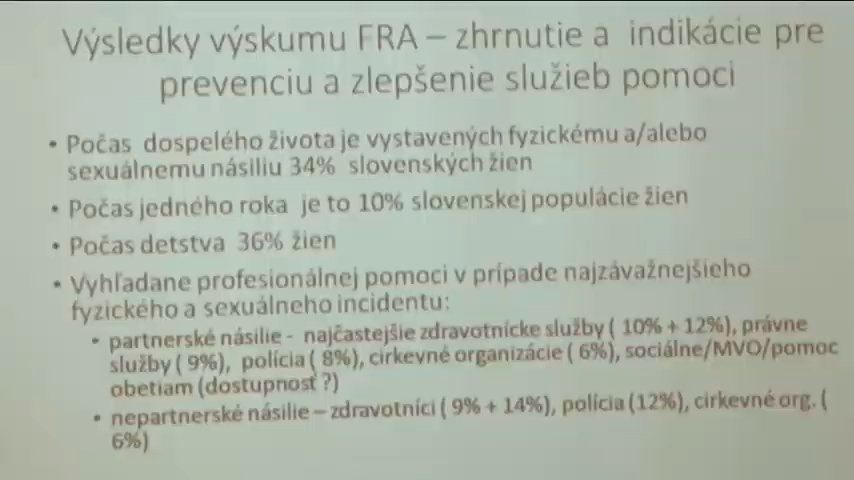 Výsledky výskumu FRA – zhrnutie a indikácie pre
prevenciu a zlepšenie služieb pomoci
• Počas dospelého života je vystavených fyzickému a/alebo
sexuálnemu násiliu 34% slovenských žien
• Počas jedného roka je to 10% slovenskej populácie žien
• Počas detstva 36% žien
• Vyhľadane profesionálnej pomoci v prípade najzávažnejšieho
fyzického a sexuálneho incidentu:
• partnerské násilie - najčastejšie zdravotnícke služby ( 10% + 12%), právne
služby ( 9%), polícia ( 8%), cirkevné organizácie ( 6%), sociálne/MVO/pomoc
obetiam (dostupnosť ?)
• nepartnerské násilie – zdravotníci ( 9% + 14%), polícia (12%), cirkevné org. (
6%)